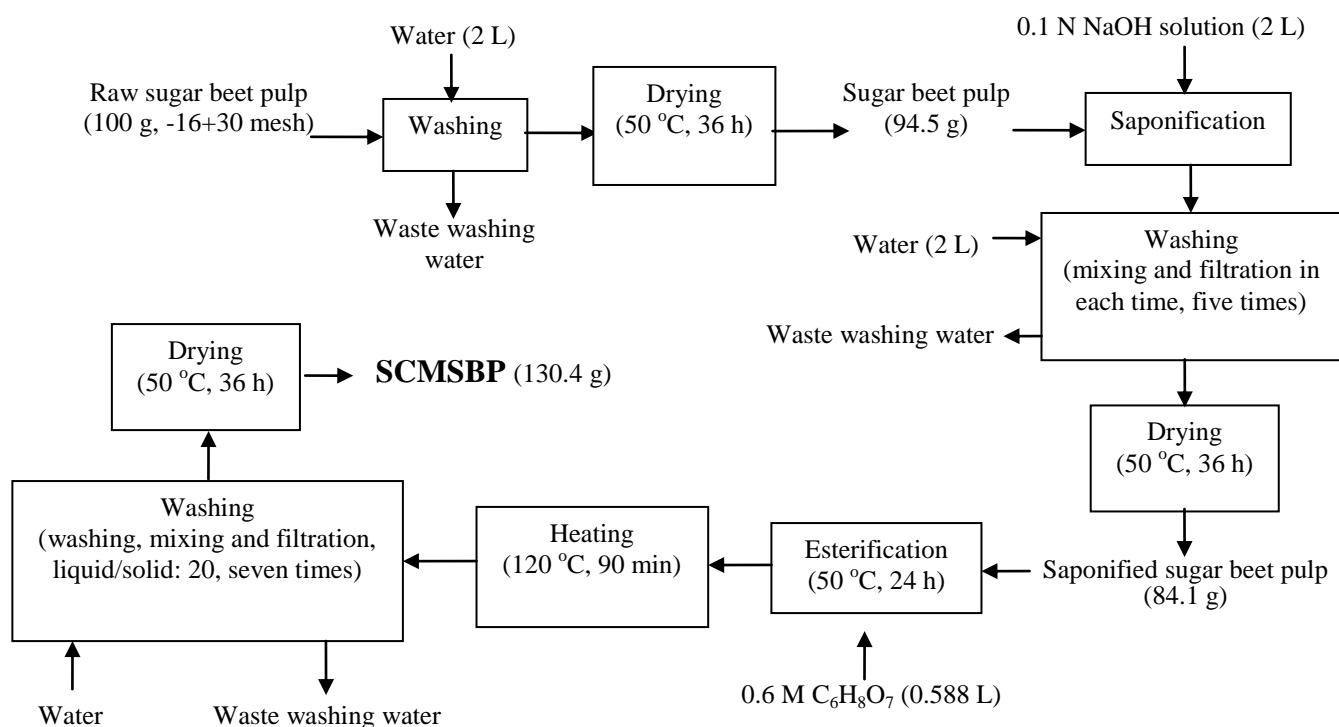 Water (2 L)
Raw sugar beet pulp
(100 g, -16+30 mesh)
Washing
Waste washing
water
Drying
(50 °C, 36 h)
Sugar beet pulp
(94.5 g)
0.1 N NaOH solution (2 L)
Saponification
Water (2 L)
Washing
(mixing and filtration in
each time, five times)
Waste washing water
Drying
(50 °C, 36 h)
Saponified sugar beet pulp
(84.1 g)
Esterification
(50 °C, 24 h)
0.6 M C₆H₈O₇ (0.588 L)
Heating
(120 °C, 90 min)
Washing
(washing, mixing and filtration,
liquid/solid: 20, seven times)
Water
Waste washing water
Drying
(50 °C, 36 h)
SCMSBP (130.4 g)